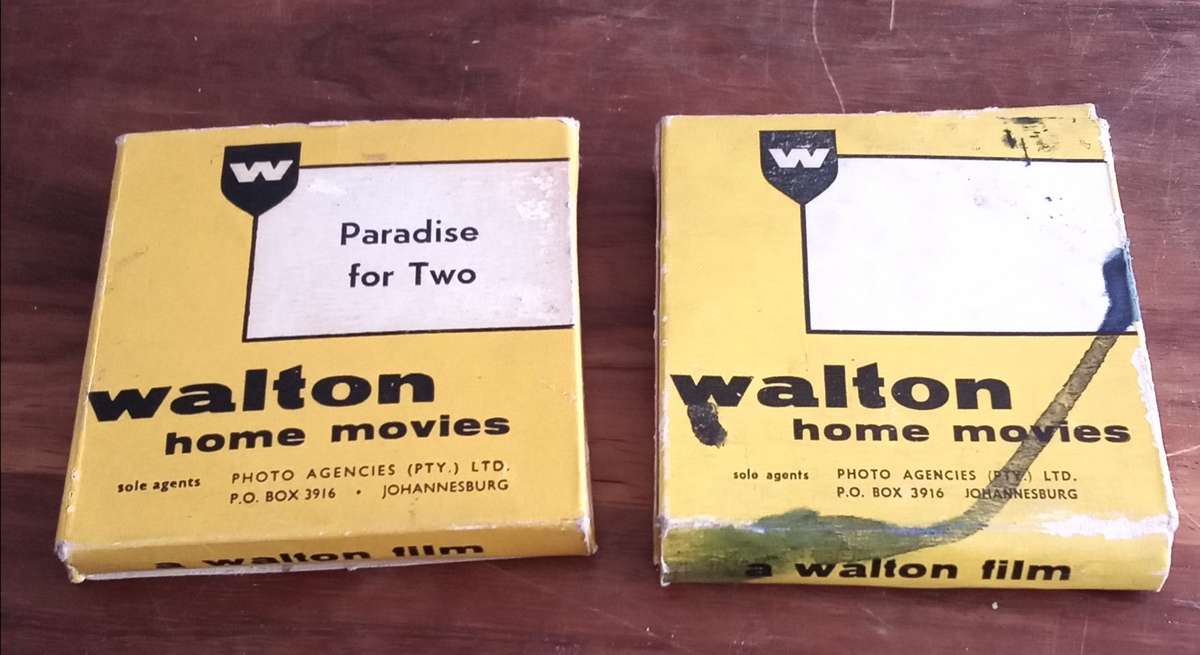 W
Paradise
for Two
walton
home movies
sole agents PHOTO AGENCIES (PTY.) LTD.
P.O. BOX 3916 • JOHANNESBURG
a walton film
W
walton
home movies
sole agents PHOTO AGENCIES (PTY.) LTD.
P.O. BOX 3916 JOHANNESBURG
a walton film